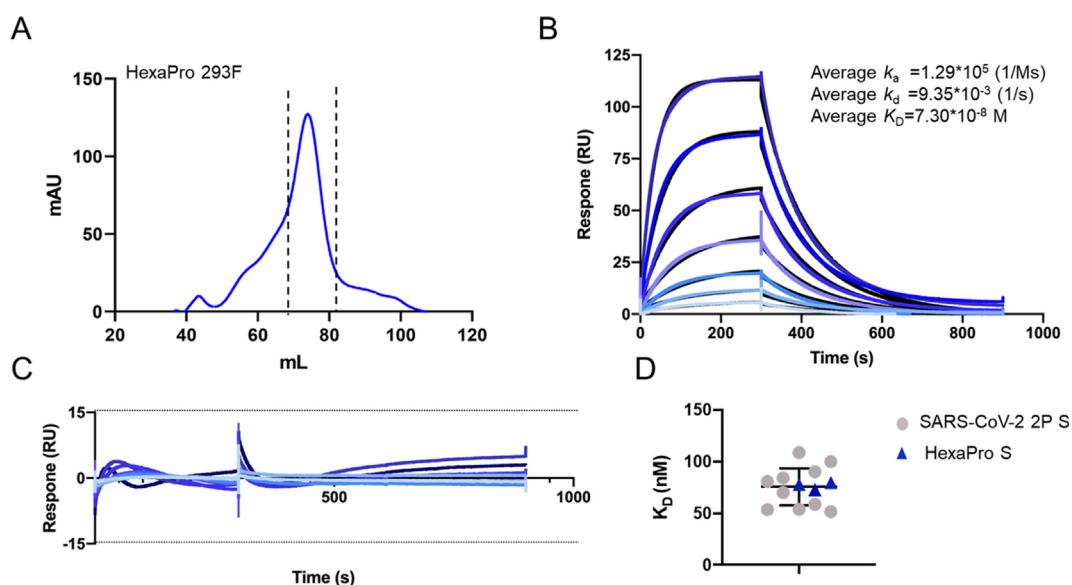 A
HexaPro 293F
150
100
50
0
mAU
20
40
60
80
100
120
mL
B
125
100
75
50
25
0
Respone (RU)
Average ka =1.29*10⁵ (1/Ms)
Average kd =9.35*10⁻³ (1/s)
Average KD=7.30*10⁻⁸ M
0
200
400
600
800
1000
Time (s)
C
15
0
-15
Response (RU)
500
1000
Time (s)
D
150
100
50
0
KD (nM)
SARS-CoV-2 2P S
HexaPro S